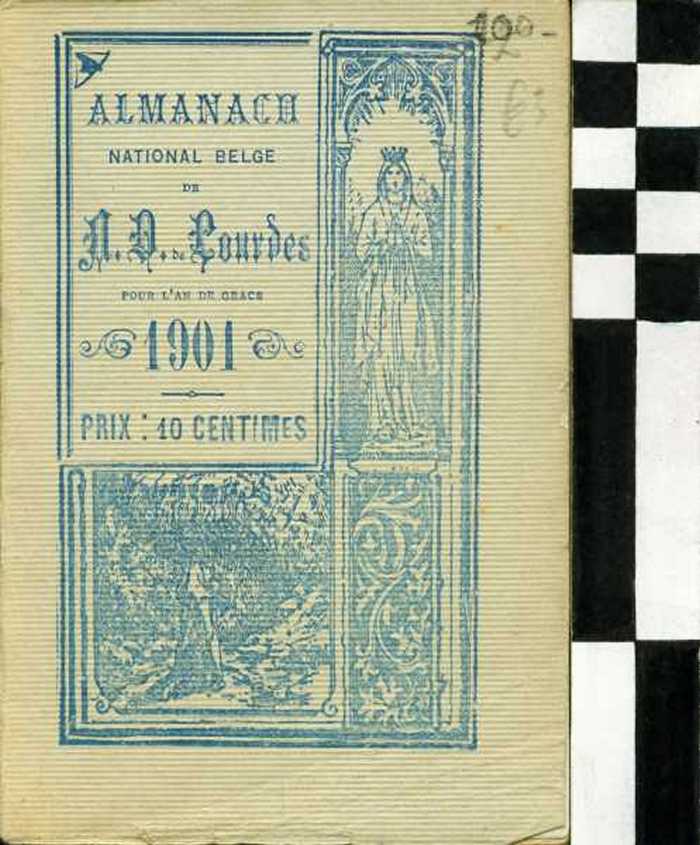 ALMANACH
NATIONAL BELGE
DE
N. D. de Lourdes
POUR L'AN DE GRACE
1901
PRIX : 10 CENTIMES